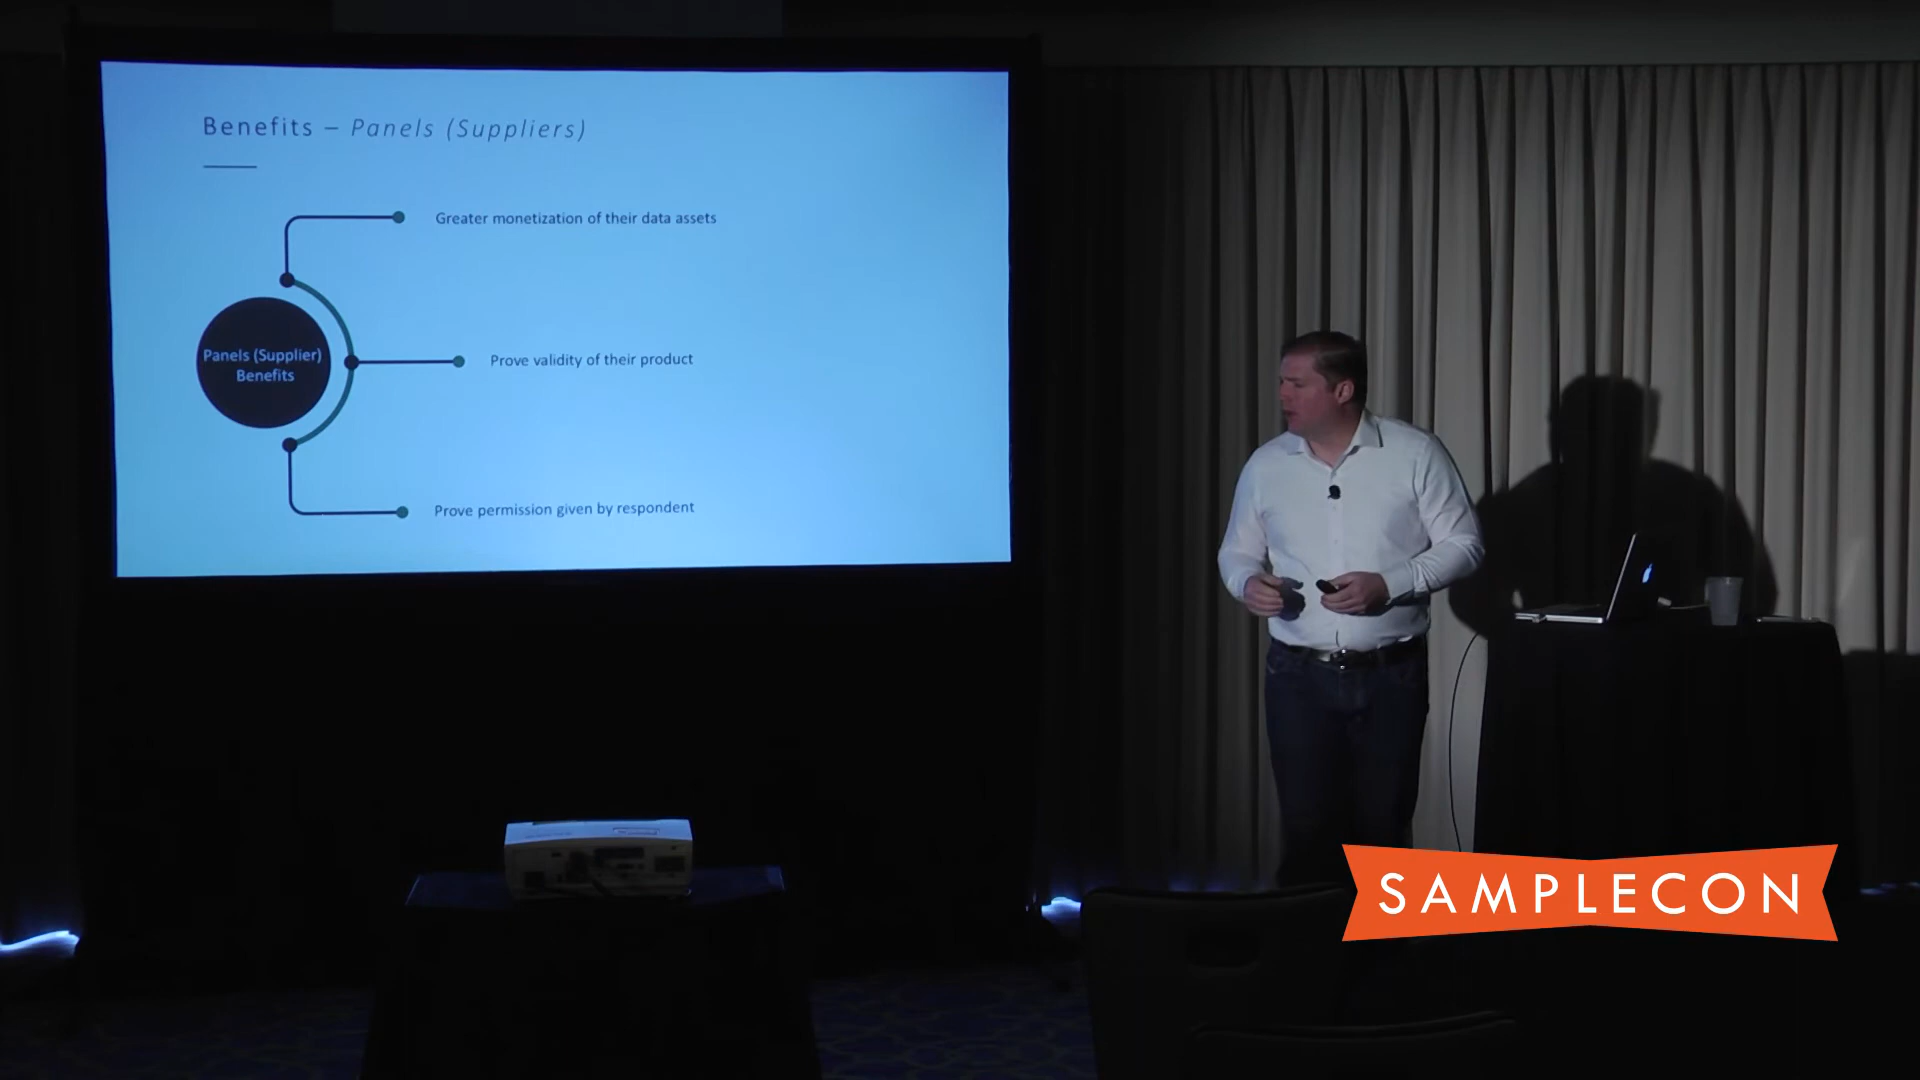 Benefits – Panels (Suppliers)
Greater monetization of their data assets
Panels (Supplier)
Benefits
Prove validity of their product
Prove permission given by respondent
SAMPLECON